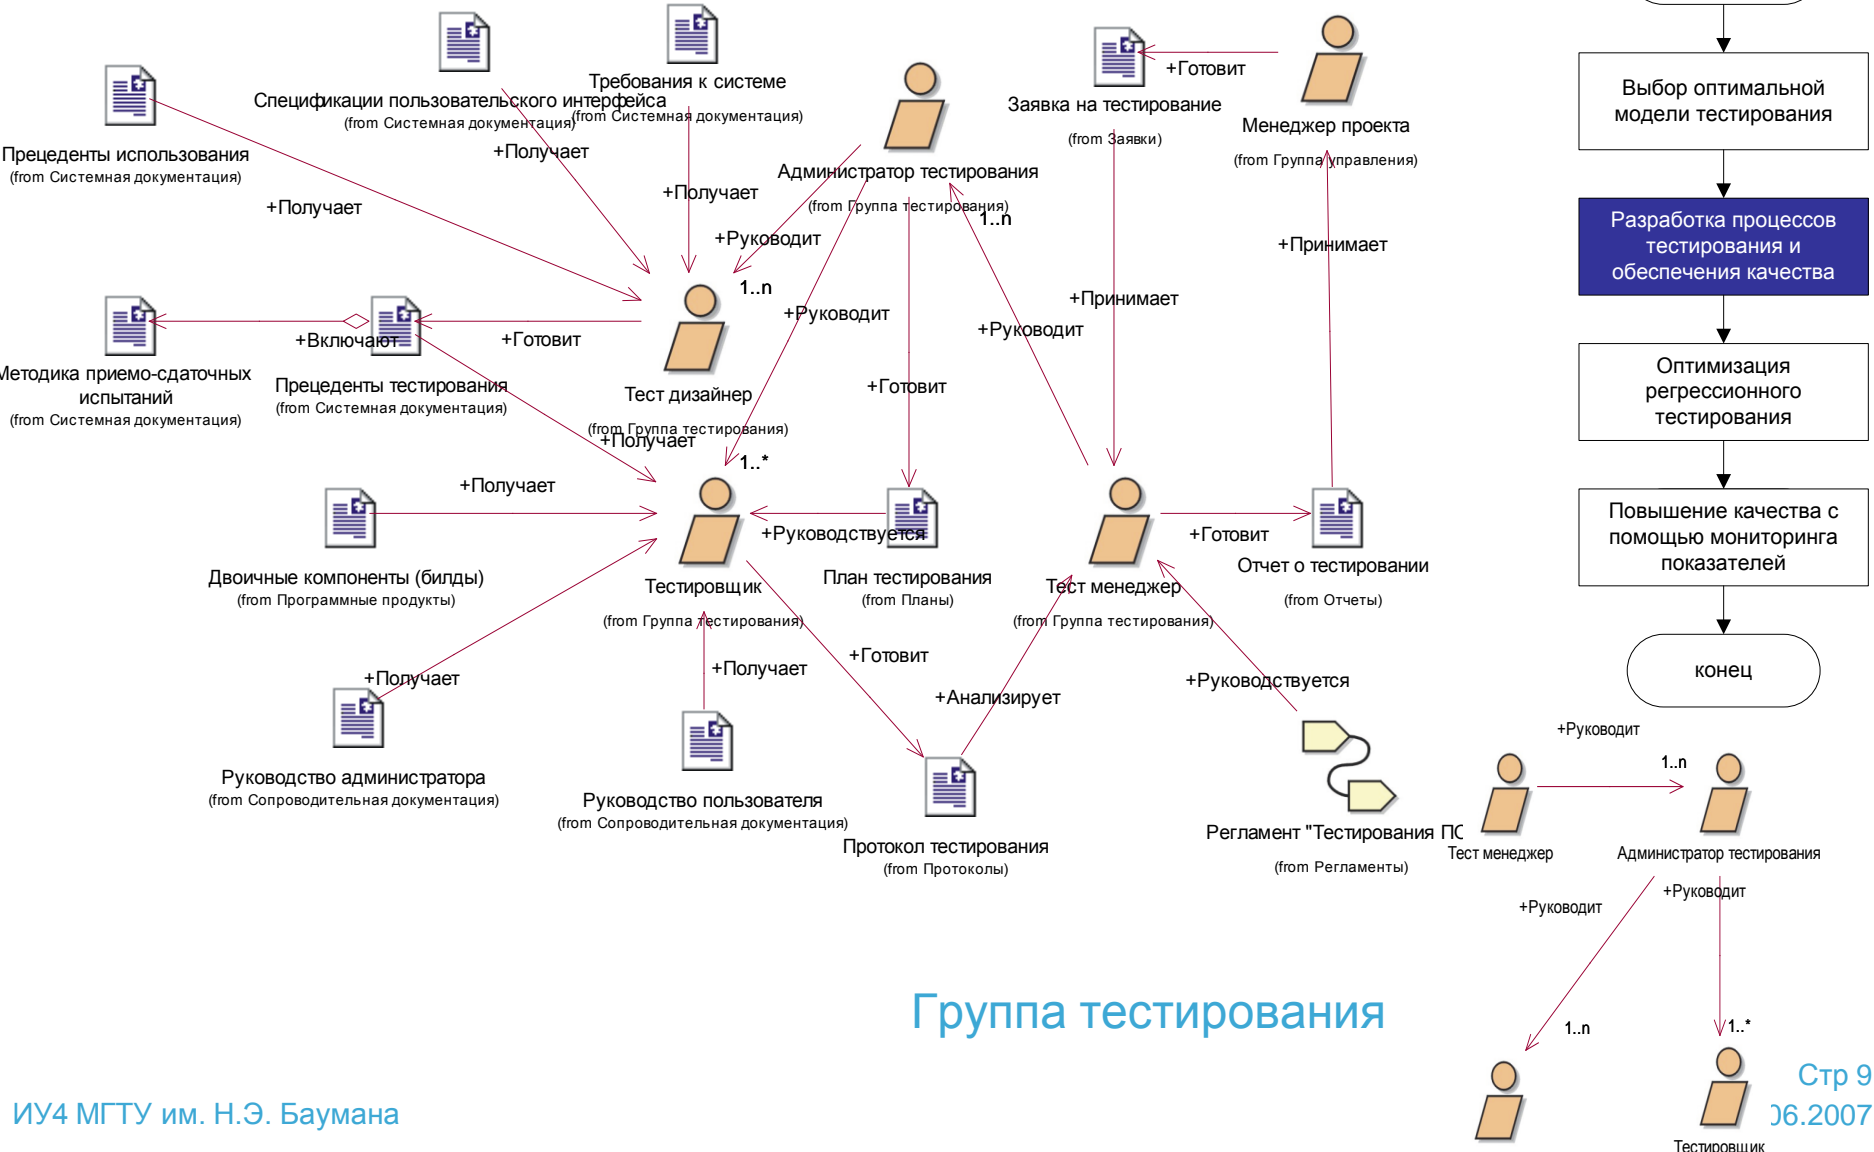 Требования к системе
(from Системная документация)
Спецификации пользовательского интерфейса
(from Системная документация)
Прецеденты использования
(from Системная документация)
+Получает
+Получает
+Получает
Администратор тестирования
(from Группа тестирования)
1..n
+Руководит
+Руководит
+Руководит
+Готовит
Заявка на тестирование
(from Заявки)
+Готовит
Менеджер проекта
(from Группа управления)
+Принимает
+Принимает
Методика приемо-сдаточных
испытаний
(from Системная документация)
+Включают
Прецеденты тестирования
(from Системная документация)
+Готовит
1..n
Тест дизайнер
(from Группа тестирования)
+Получает
1..*
+Получает
Двоичные компоненты (билды)
(from Программные продукты)
Тестировщик
(from Группа тестирования)
+Руководствуется
План тестирования
(from Планы)
Тест менеджер
(from Группа тестирования)
+Готовит
Отчет о тестировании
(from Отчеты)
+Получает
Руководство администратора
(from Сопроводительная документация)
+Получает
Руководство пользователя
(from Сопроводительная документация)
+Готовит
+Анализирует
Протокол тестирования
(from Протоколы)
+Руководствуется
Регламент "Тестирования ПС
(from Регламенты)
Выбор оптимальной
модели тестирования
Разработка процессов
тестирования и
обеспечения качества
Оптимизация
регрессионного
тестирования
Повышение качества с
помощью мониторинга
показателей
конец
+Руководит
1..n
Тест менеджер
Администратор тестирования
+Руководит
+Руководит
1..n
1..*
Тестировщик
Группа тестирования
ИУ4 МГТУ им. Н.Э. Баумана
Стр 9
06.2007